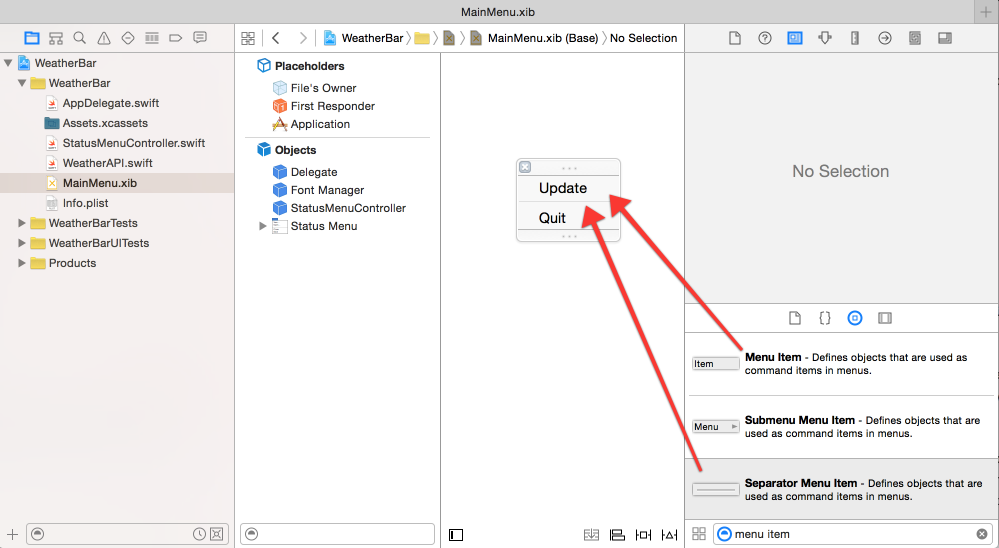 MainMenu.xib
WeatherBar
WeatherBar
AppDelegate.swift
Assets.xcassets
StatusMenuController.swift
WeatherAPI.swift
MainMenu.xib
Info.plist
WeatherBarTests
WeatherBarUITests
Products
WeatherBar
MainMenu.xib (Base)
No Selection
Placeholders
File's Owner
First Responder
Application
Objects
Delegate
Font Manager
StatusMenuController
Status Menu
Update
Quit
No Selection
Item
Menu Item - Defines objects that are used as
command items in menus.
Menu
Submenu Menu Item - Defines objects that are
used as command items in menus.
Separator Menu Item - Defines objects that are
used as command items in menus.
menu item